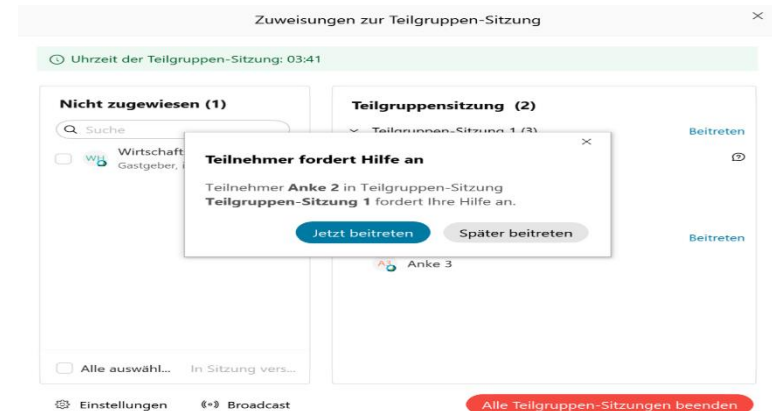 Zuweisungen zur Teilgruppen-Sitzung
Uhrzeit der Teilgruppen-Sitzung: 03:41
Nicht zugewiesen (1)
Suche
WH
Wirtschaft
Gastgeber,
Teilgruppensitzung (2)
Teilgruppen-Sitzung 1 (3)
Beitreten
Teilnehmer fordert Hilfe an
Teilnehmer Anke 2 in Teilgruppen-Sitzung
Teilgruppen-Sitzung 1 fordert Ihre Hilfe an.
Jetzt beitreten
Später beitreten
Beitreten
A3
Anke 3
Alle auswähl...
In Sitzung vers...
Einstellungen
Broadcast
Alle Teilgruppen-Sitzungen beenden